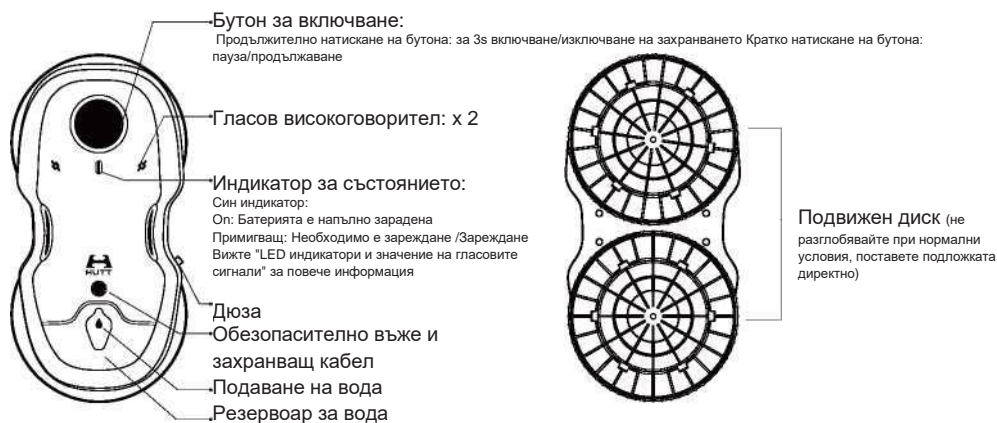 Бутон за включване:
Продължително натискане на бутона: за 3s включване/изключване на захранването Кратко натискане на бутона:
пауза/продължаване
Гласов високоговорител: x 2
Индикатор за състоянието:
Син индикатор:
On: Батерията е напълно заредена
Примигващ: Необходимо е зареждане /Зареждане
Вижте "LED индикатори и значение на гласовите
сигнали" за повече информация
HUTT
Дюза
Обезопасително въже и
захранващ кабел
Подаване на вода
Резервоар за вода
Подвижен диск (не
разглобявайте при нормални
условия, поставете подложката
директно)